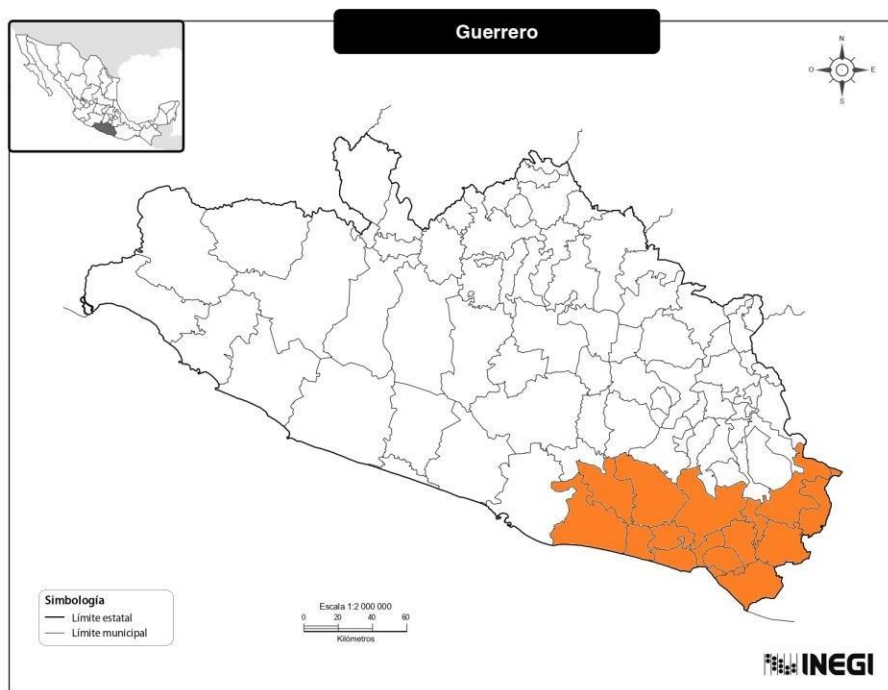 Guerrero
N
O
E
S
Simbología
Límite estatal
Límite municipal
Escala 1:2 000 000
0 20 40 60
Kilómetros
INEGI